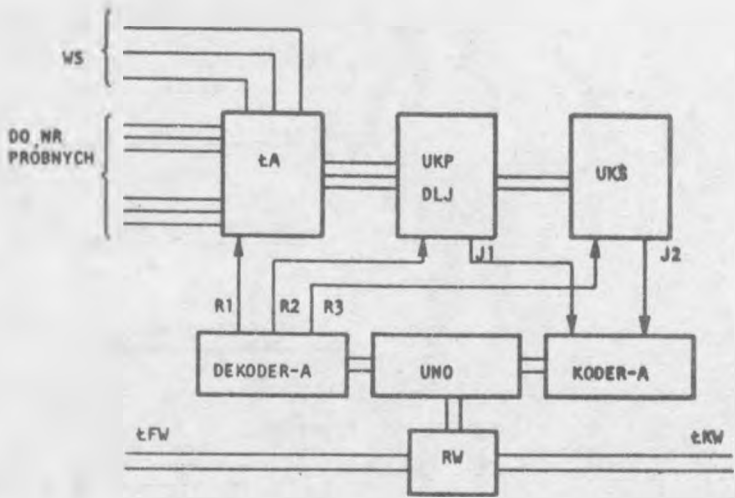 WS
DO NR
PRÓBNYCH
ŁA
UKP
DLJ
UKŚ
J1
J2
R1
R2
R3
DEKODER-A
UNO
KODER-A
ŁFW
ŁKW
RW